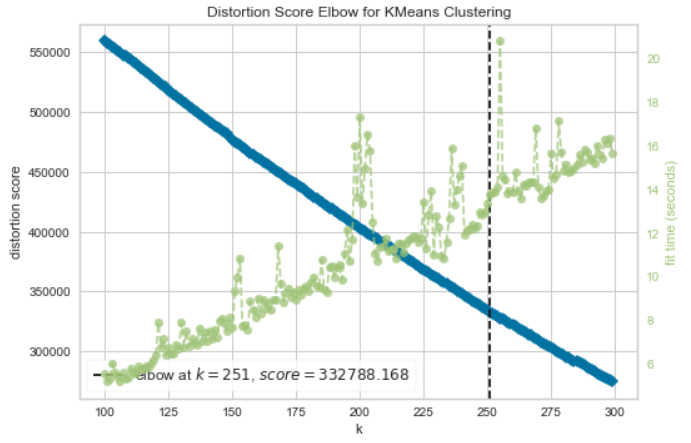 Distortion Score Elbow for KMeans Clustering
distortion score
550000
500000
450000
400000
350000
300000
20
18
16
14
12
10
8
6
fit time (seconds)
elbow at k = 251, score = 332788.168
100 125 150 175 200 225 250 275 300
k